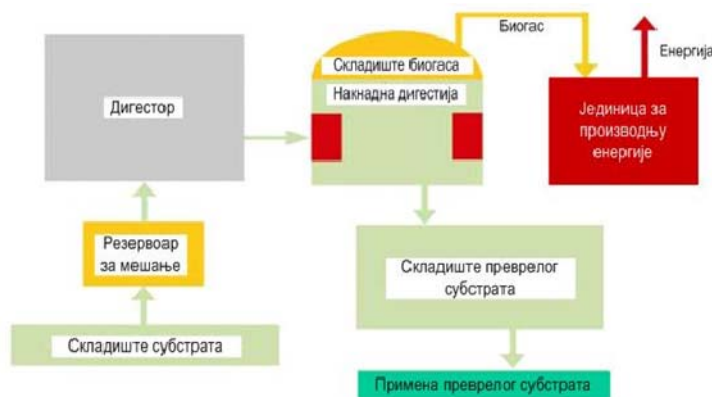 Биогас
Енергија
Складиште биогаса
Накнадна дигестија
Дигестор
Јединица за
производњу
енергије
Резервоар
за мешање
Складиште преврелог
субстрата
Складиште субстрата
Примена преврелог субстрата